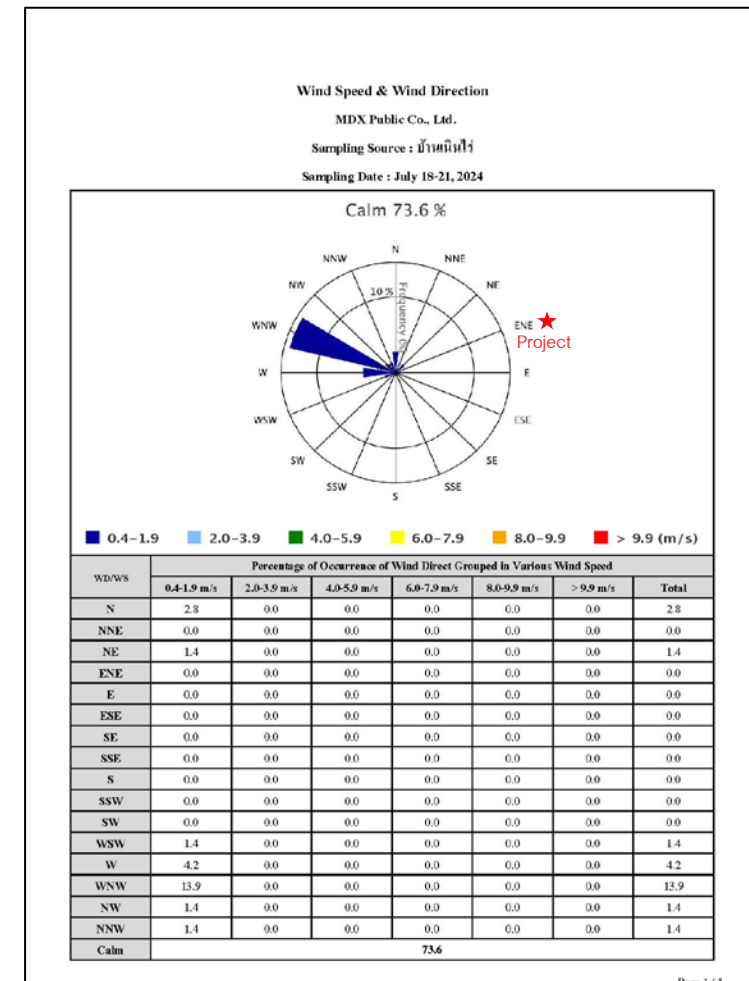 Wind Speed & Wind Direction
MDX Public Co., Ltd.
Sampling Source : บ้านเนินไร่
Sampling Date : July 18-21, 2024
Calm 73.6 %
N
NNW NNE
NW NE
10 % Frequency
WNW ENE
Project
W E
WSW ESE
SW SE
SSW SSE
S
0.4-1.9 2.0-3.9 4.0-5.9 6.0-7.9 8.0-9.9 > 9.9 (m/s)
WD/WS Percentage of Occurrence of Wind Direct Grouped in Various Wind Speed
0.4-1.9 m/s 2.0-3.9 m/s 4.0-5.9 m/s 6.0-7.9 m/s 8.0-9.9 m/s > 9.9 m/s Total
N 2.8 0.0 0.0 0.0 0.0 0.0 2.8
NNE 0.0 0.0 0.0 0.0 0.0 0.0 0.0
NE 1.4 0.0 0.0 0.0 0.0 0.0 1.4
ENE 0.0 0.0 0.0 0.0 0.0 0.0 0.0
E 0.0 0.0 0.0 0.0 0.0 0.0 0.0
ESE 0.0 0.0 0.0 0.0 0.0 0.0 0.0
SE 0.0 0.0 0.0 0.0 0.0 0.0 0.0
SSE 0.0 0.0 0.0 0.0 0.0 0.0 0.0
S 0.0 0.0 0.0 0.0 0.0 0.0 0.0
SSW 0.0 0.0 0.0 0.0 0.0 0.0 0.0
SW 0.0 0.0 0.0 0.0 0.0 0.0 0.0
WSW 1.4 0.0 0.0 0.0 0.0 0.0 1.4
W 4.2 0.0 0.0 0.0 0.0 0.0 4.2
WNW 13.9 0.0 0.0 0.0 0.0 0.0 13.9
NW 1.4 0.0 0.0 0.0 0.0 0.0 1.4
NNW 1.4 0.0 0.0 0.0 0.0 0.0 1.4
Calm 73.6